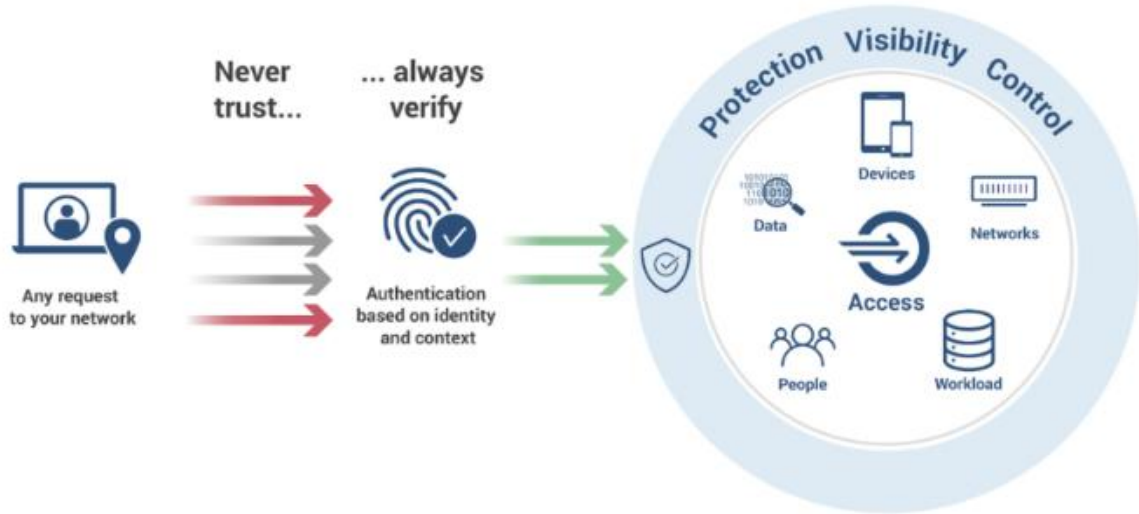 Never
trust...
... always
verify
Any request
to your network
Authentication
based on identity
and context
Protection Visibility Control
Devices
Data
1010
Networks
Access
People
Workload